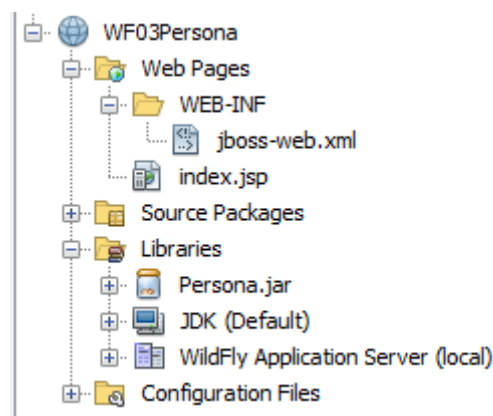 WF03Persona
Web Pages
WEB-INF
jboss-web.xml
index.jsp
Source Packages
Libraries
Persona.jar
JDK (Default)
WildFly Application Server (local)
Configuration Files